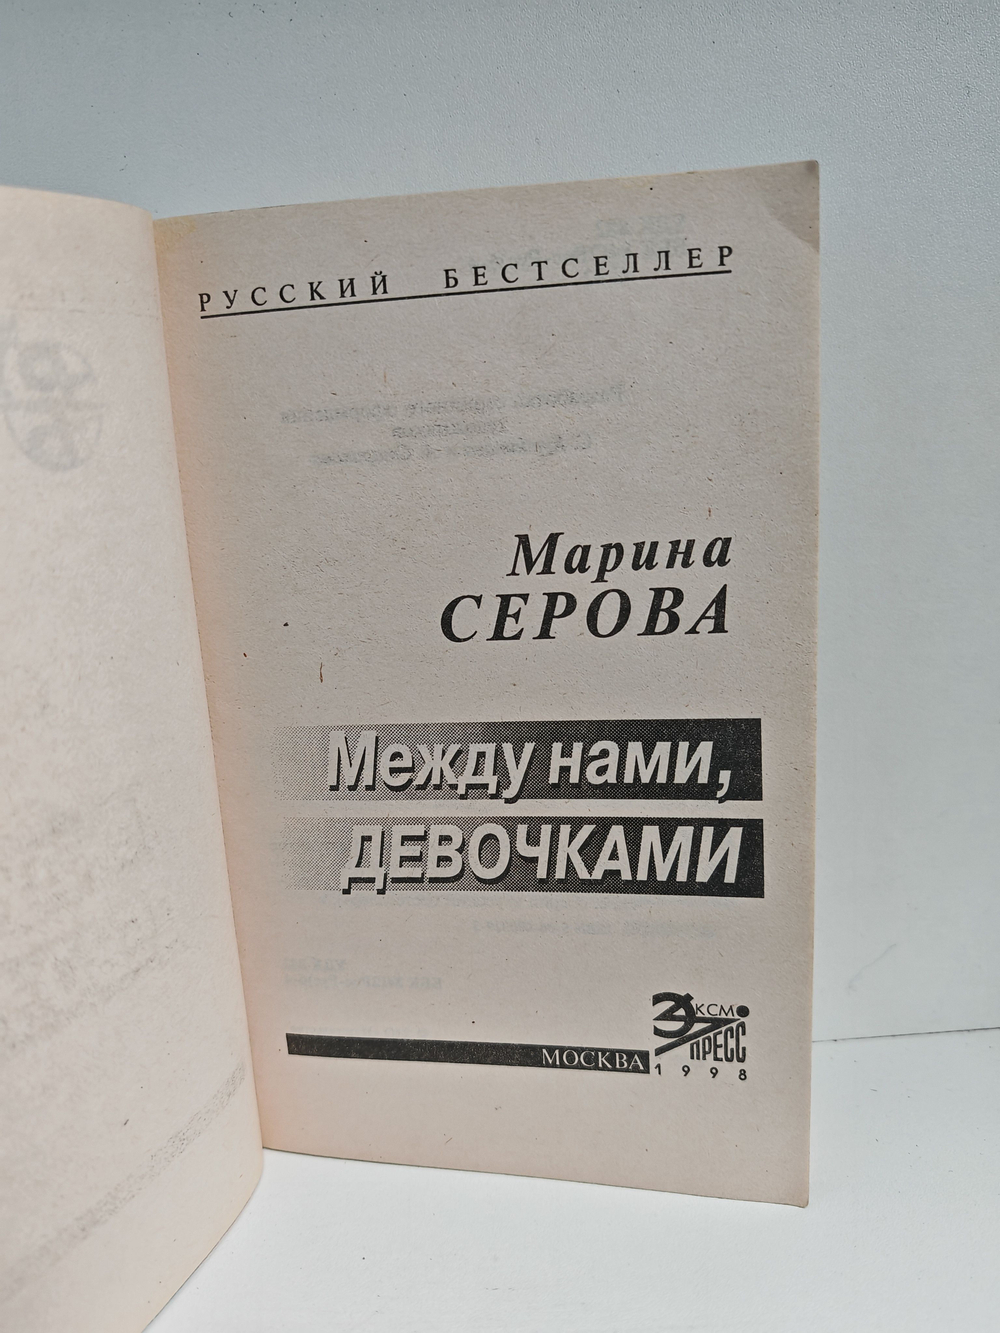 РУССКИЙ БЕСТСЕЛЛЕР
Марина
СЕРОВА
Между нами,
ДЕВОЧКАМИ
МОСКВА
ЭКСМО
ПРЕСС
1998